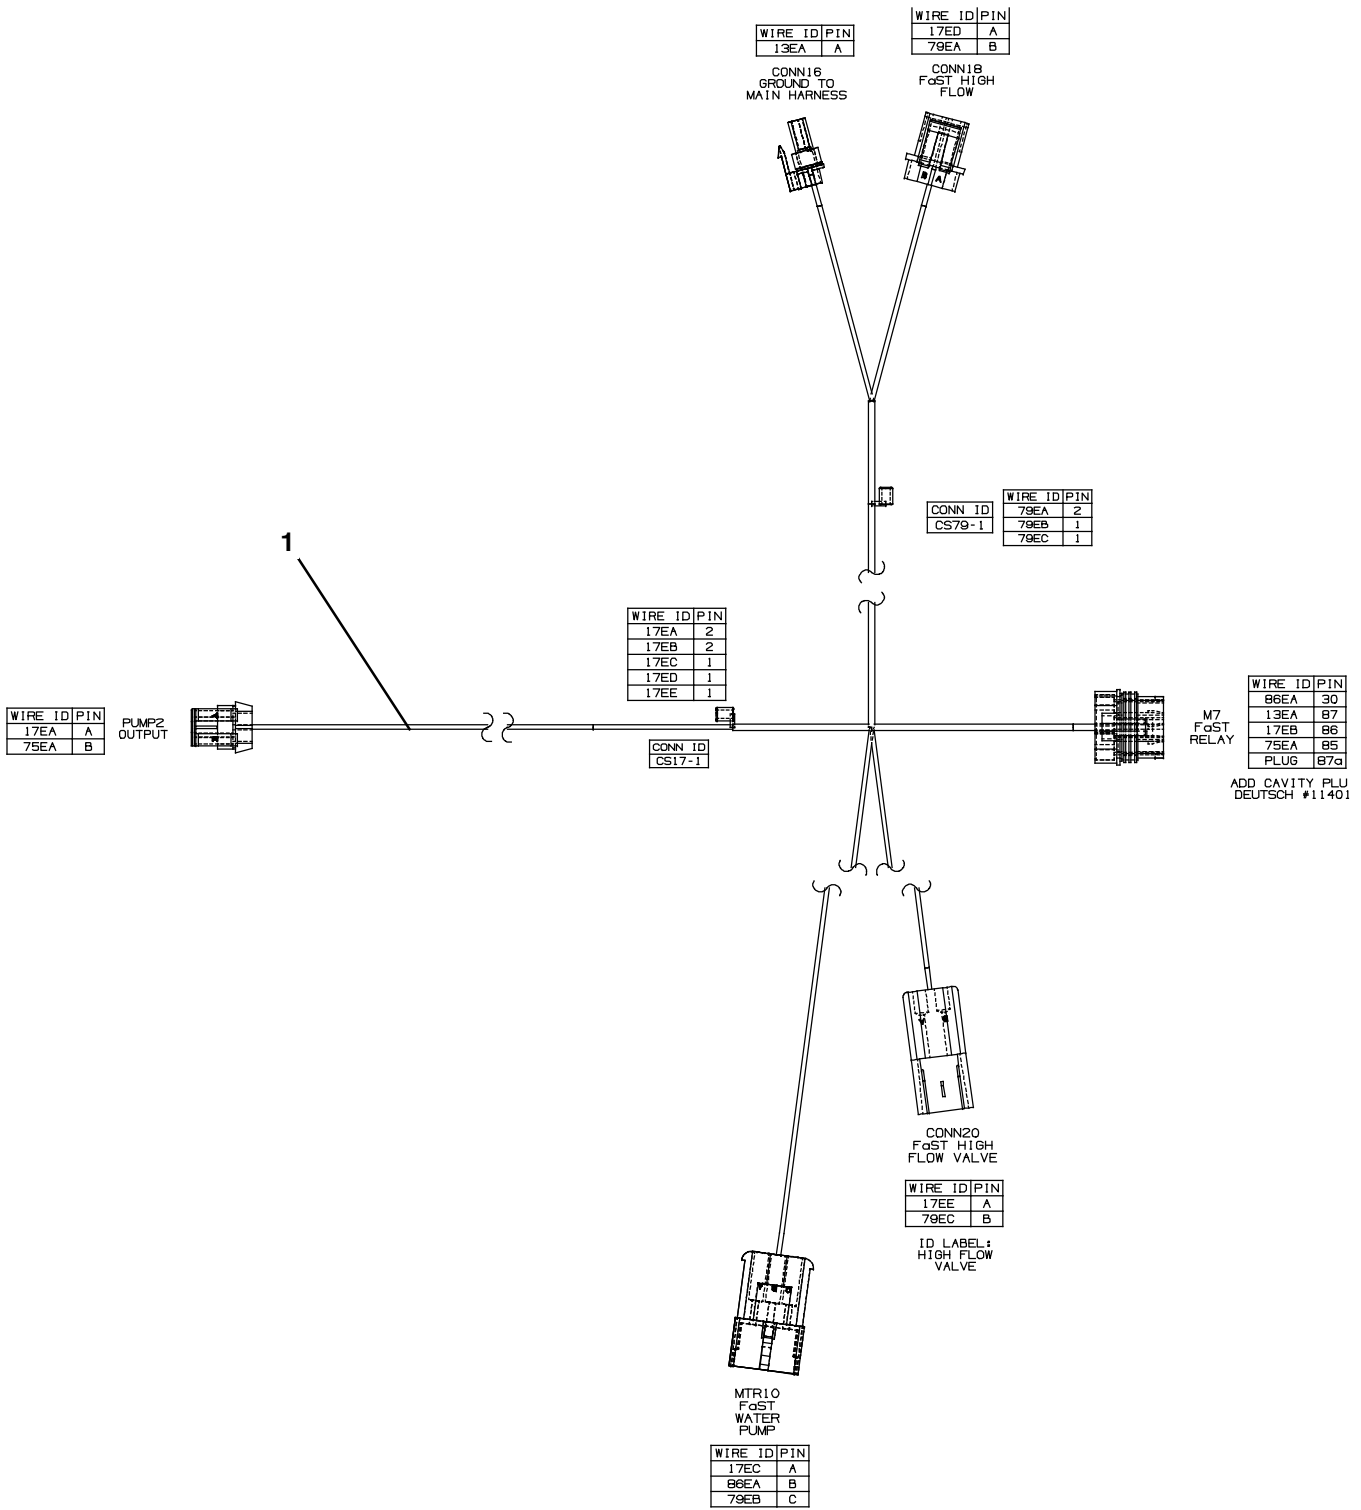 WIRE ID PIN
13EA A
CONN16
GROUND TO
MAIN HARNESS
WIRE ID PIN
17ED A
79EA B
CONN18
FaST HIGH
FLOW
B A
CONN ID
CS79-1
WIRE ID PIN
79EA 2
79EB 1
79EC 1
1
WIRE ID PIN
17EA 2
17EB 2
17EC 1
17ED 1
17EE 1
CONN ID
CS17-1
WIRE ID PIN
17EA A
75EA B
PUMP2
OUTPUT
M7
FaST
RELAY
WIRE ID PIN
86EA 30
13EA 87
17EB 86
75EA 85
PLUG 87a
ADD CAVITY PLU
DEUTSCH #11401
CONN20
FaST HIGH
FLOW VALVE
WIRE ID PIN
17EE A
79EC B
ID LABEL:
HIGH FLOW
VALVE
MTR10
FaST
WATER
PUMP
WIRE ID PIN
17EC A
86EA B
79EB C